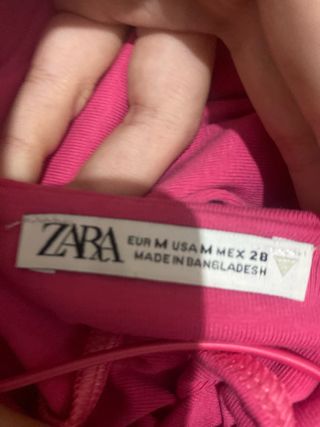 ZARA
EUR M USA M MEX 28
MADE IN BANGLADESH